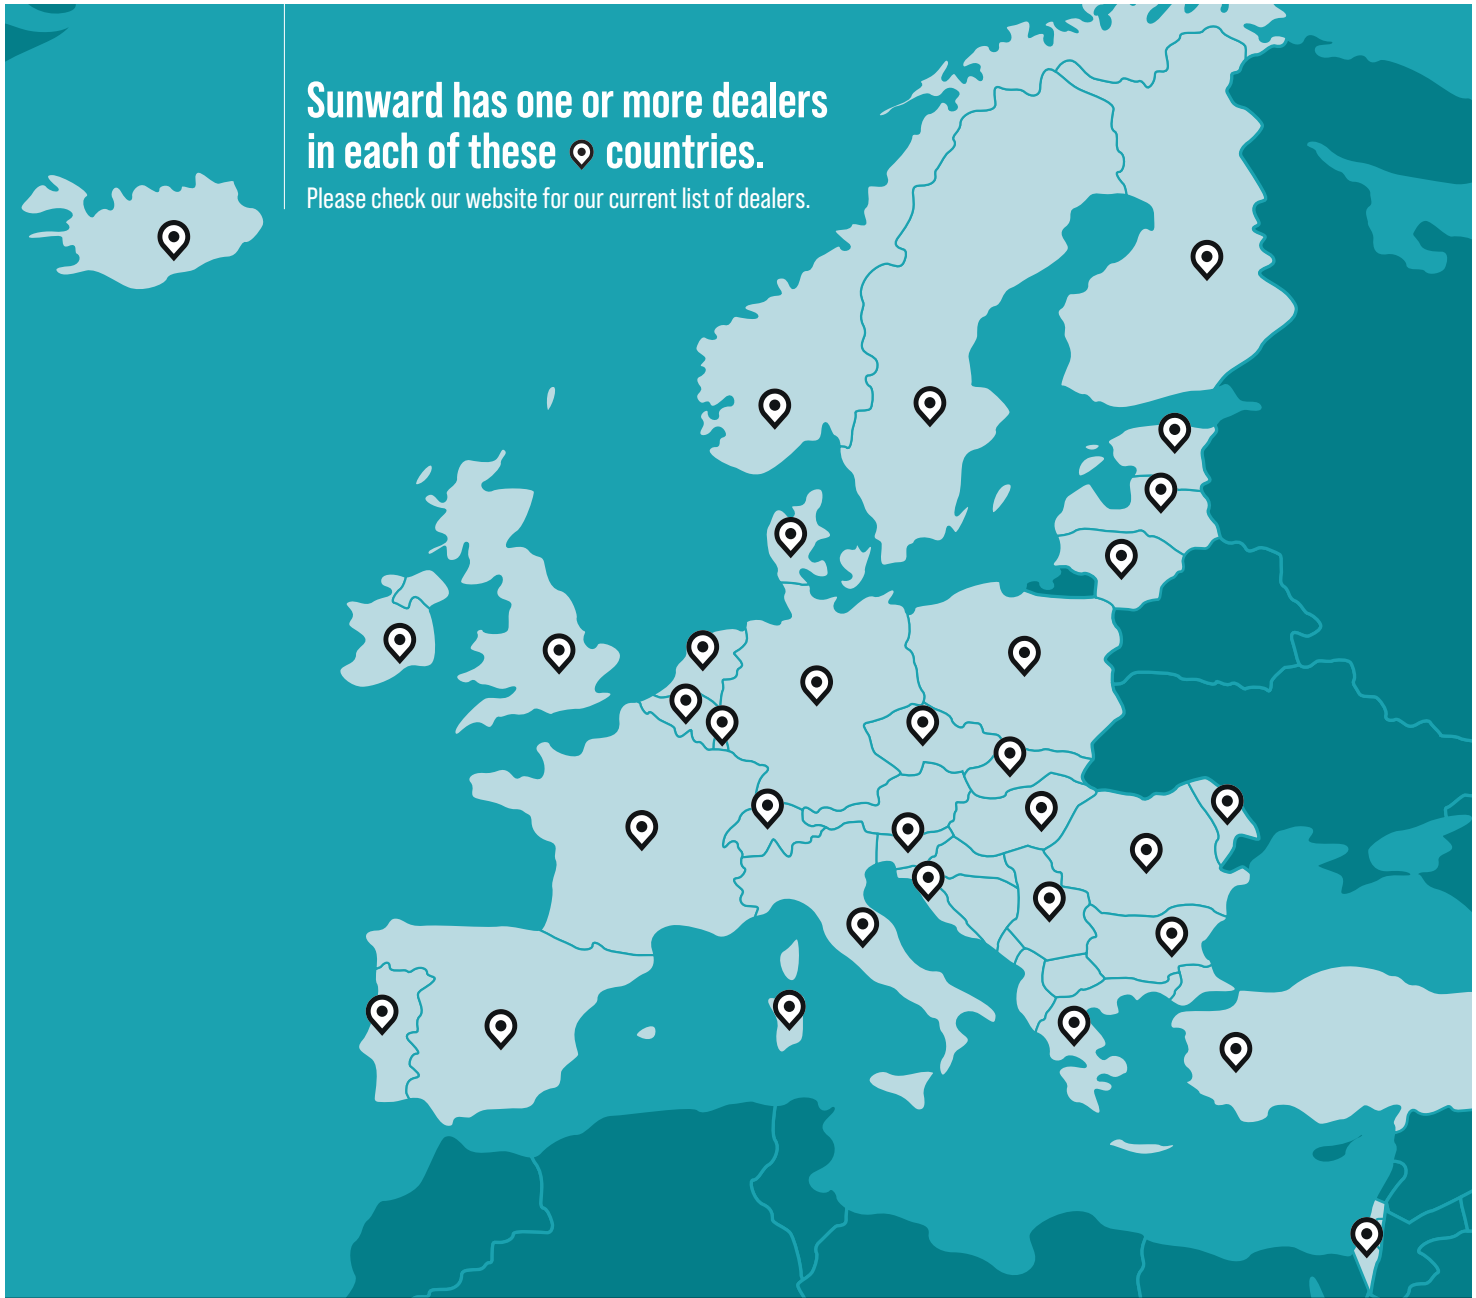 Sunward has one or more dealers
in each of these countries.
Please check our website for our current list of dealers.